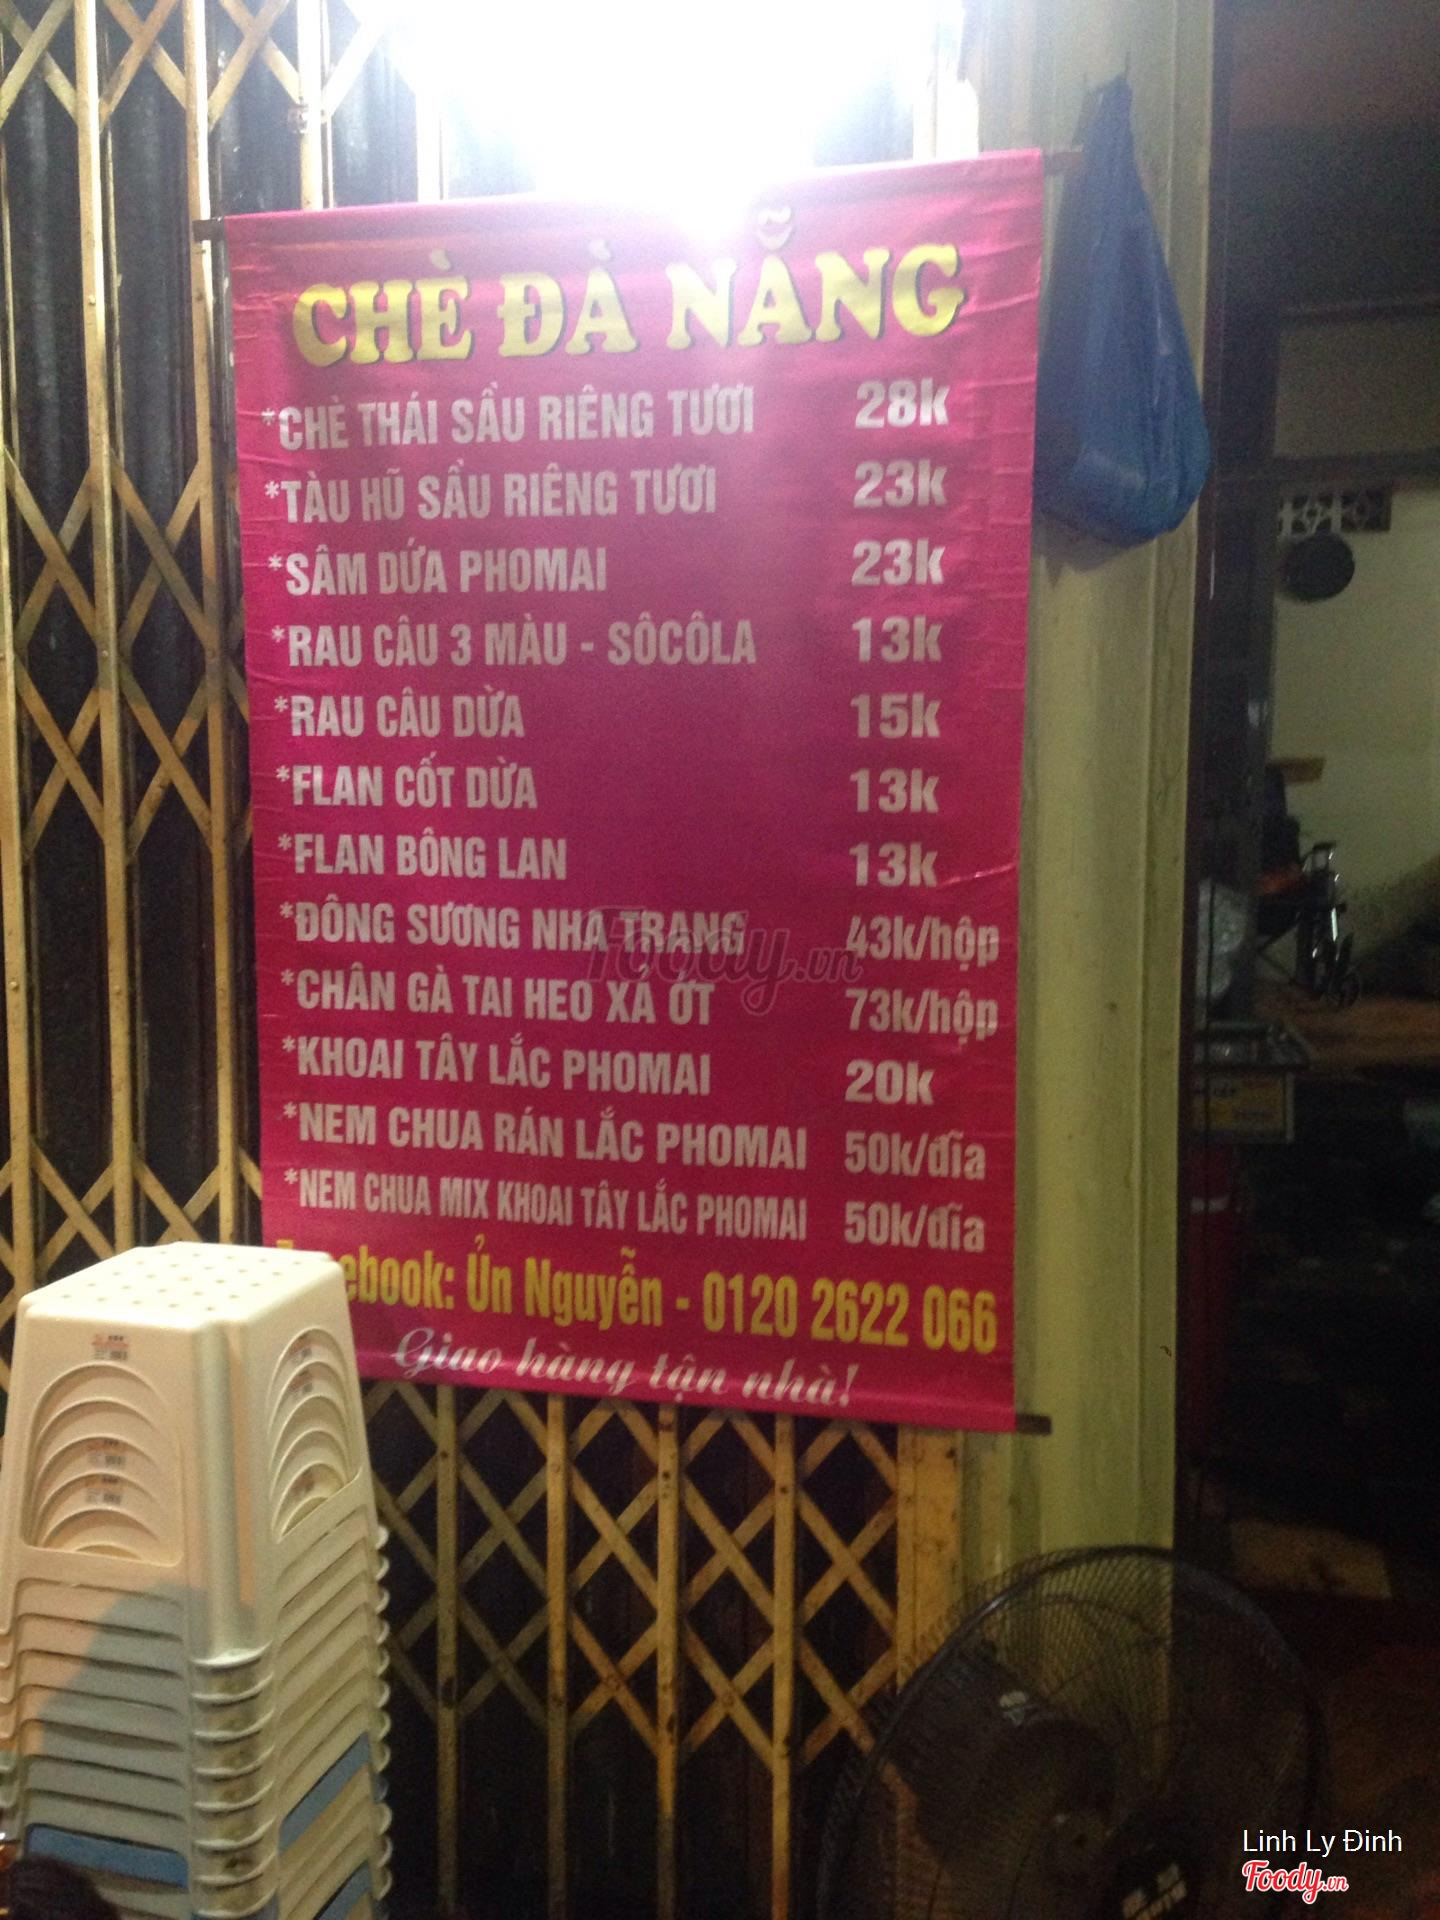 CHÈ ĐÀ NẴNG
*CHÈ THÁI SẦU RIÊNG TƯƠI 28k
*TÀU HŨ SẦU RIÊNG TƯƠI 23k
*SÂM DỨA PHOMAI 23k
*RAU CÂU 3 MÀU - SÔCÔLA 13k
*RAU CÂU DỪA 15k
*FLAN CỐT DỪA 13k
*FLAN BÔNG LAN 13k
*ĐÔNG SƯƠNG NHA TRANG 43k/hộp
*CHÂN GÀ TAI HEO XẢ ỚT 73k/hộp
*KHOAI TÂY LẮC PHOMAI 20k
*NEM CHUA RÁN LẮC PHOMAI 50k/đĩa
*NEM CHUA MIX KHOAI TÂY LẮC PHOMAI 50k/đĩa
Facebook: Ủn Nguyễn - 0120 2622 066
Giao hàng tận nhà!
Foody.vn
Linh Ly Đinh
Foody.vn